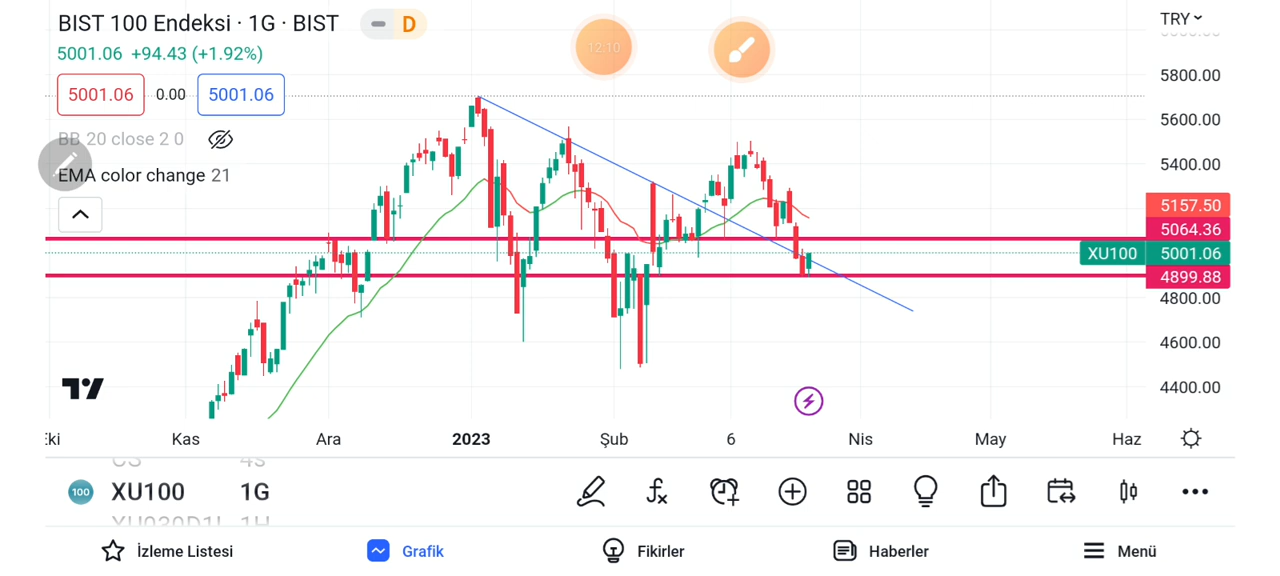 BIST 100 Endeksi · 1G · BIST
D
12:10
TRY
5001.06 +94.43 (+1.92%)
5800.00
5001.06 0.00 5001.06
5600.00
BB 20 close 2 0
5400.00
EMA color change 21
5157.50
5064.36
XU100 5001.06
4899.88
4800.00
4600.00
4400.00
Kas Ara 2023 Şub 6 Nis May Haz
100 XU100 1G
İzleme Listesi Grafik Fikirler Haberler Menü